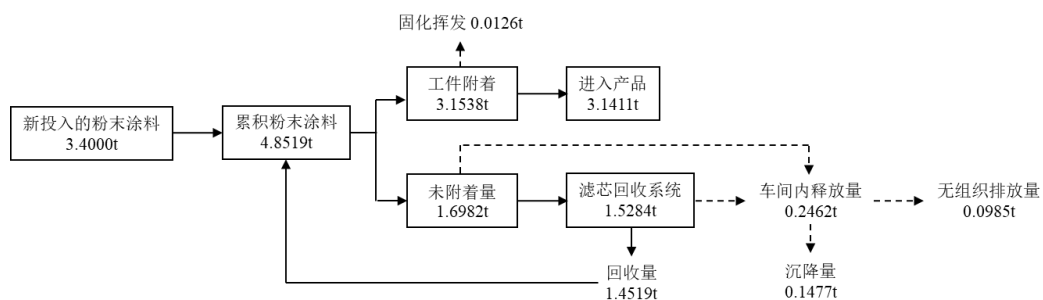 固化挥发 0.0126t
工件附着
3.1538t
进入产品
3.1411t
新投入的粉末涂料
3.4000t
累积粉末涂料
4.8519t
未附着量
1.6982t
滤芯回收系统
1.5284t
车间内释放量
0.2462t
无组织排放量
0.0985t
回收量
1.4519t
沉降量
0.1477t